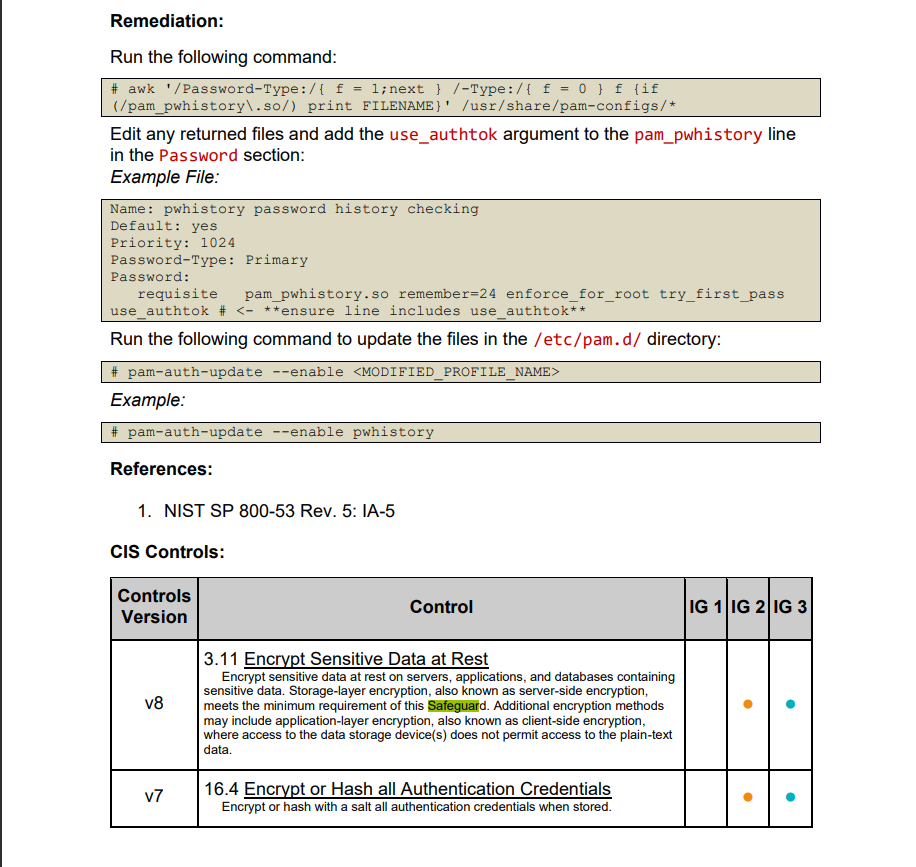 Remediation:
Run the following command:
# awk '/Password-Type:/{ f = 1;next } /-Type:/{ f = 0 } f {if
(/pam_pwhistory\.so/) print FILENAME}' /usr/share/pam-configs/*
Edit any returned files and add the use_authtok argument to the pam_pwhistory line
in the Password section:
Example File:
Name: pwhistory password history checking
Default: yes
Priority: 1024
Password-Type: Primary
Password:
requisite pam_pwhistory.so remember=24 enforce_for_root try_first_pass
use_authtok # <- **ensure line includes use_authtok**
Run the following command to update the files in the /etc/pam.d/ directory:
# pam-auth-update --enable <MODIFIED_PROFILE_NAME>
Example:
# pam-auth-update --enable pwhistory
References:
1. NIST SP 800-53 Rev. 5: IA-5
CIS Controls:
Controls
Version
Control
IG 1
IG 2
IG 3
v8
3.11 Encrypt Sensitive Data at Rest
Encrypt sensitive data at rest on servers, applications, and databases containing
sensitive data. Storage-layer encryption, also known as server-side encryption,
meets the minimum requirement of this Safeguard. Additional encryption methods
may include application-layer encryption, also known as client-side encryption,
where access to the data storage device(s) does not permit access to the plain-text
data.
v7
16.4 Encrypt or Hash all Authentication Credentials
Encrypt or hash with a salt all authentication credentials when stored.